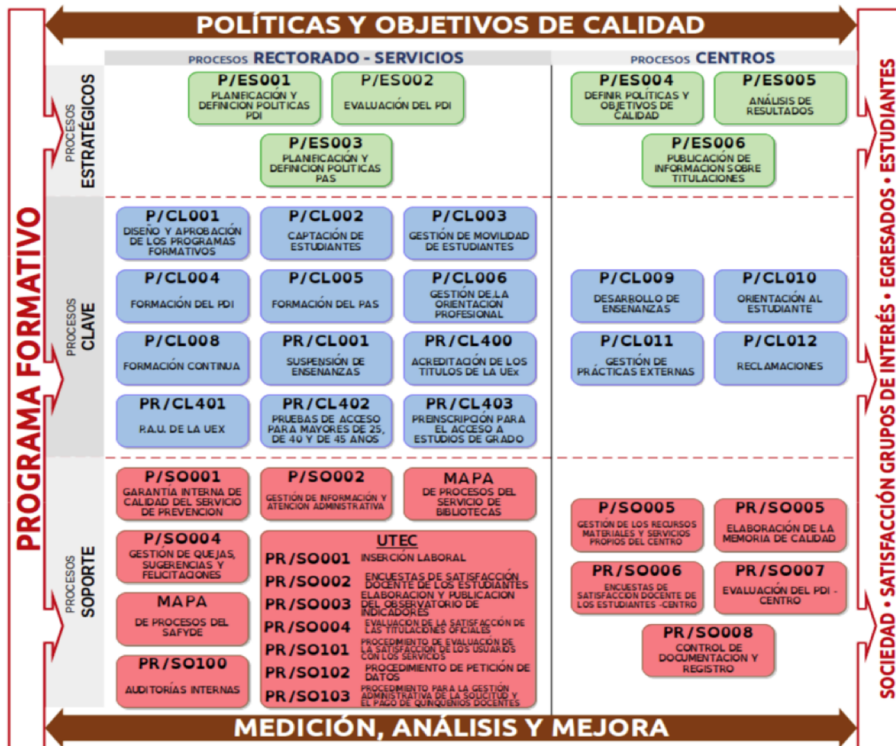 POLÍTICAS Y OBJETIVOS DE CALIDAD
PROCESOS RECTORADO - SERVICIOS
PROCESOS CENTROS
PROGRAMA FORMATIVO
PROCESOS
ESTRATÉGICOS
P/ES001
PLANIFICACIÓN Y
DEFINICIÓN POLÍTICAS
PDI
P/ES002
EVALUACIÓN DEL PDI
P/ES003
PLANIFICACIÓN Y
DEFINICIÓN POLÍTICAS
PAS
P/ES004
DEFINIR POLÍTICAS Y
OBJETIVOS DE
CALIDAD
P/ES005
ANÁLISIS DE
RESULTADOS
P/ES006
PUBLICACIÓN DE
INFORMACIÓN SOBRE
TITULACIONES
PROCESOS
CLAVE
P/CL001
DISEÑO Y APROBACIÓN
DE LOS PROGRAMAS
FORMATIVOS
P/CL002
CAPTACIÓN DE
ESTUDIANTES
P/CL003
GESTIÓN DE MOVILIDAD
DE ESTUDIANTES
P/CL004
FORMACIÓN DEL PDI
P/CL005
FORMACIÓN DEL PAS
P/CL006
GESTIÓN DE LA
ORIENTACIÓN
PROFESIONAL
P/CL008
FORMACIÓN CONTINUA
PR/CL001
SUSPENSIÓN DE
ENSEÑANZAS
PR/CL400
ACREDITACIÓN DE LOS
TÍTULOS DE LA UEx
PR/CL401
P.A.U. DE LA UEX
PR/CL402
PRUEBAS DE ACCESO
PARA MAYORES DE 25,
DE 40 Y DE 45 AÑOS
PR/CL403
PREINSCRIPCIÓN PARA
EL ACCESO A
ESTUDIOS DE GRADO
P/CL009
DESARROLLO DE
ENSEÑANZAS
P/CL010
ORIENTACIÓN AL
ESTUDIANTE
P/CL011
GESTIÓN DE
PRÁCTICAS EXTERNAS
P/CL012
RECLAMACIONES
PROCESOS
SOPORTE
P/SO001
GARANTÍA INTERNA DE
CALIDAD DEL SERVICIO
DE PREVENCIÓN
P/SO002
GESTIÓN DE INFORMACIÓN Y
ATENCIÓN ADMINISTRATIVA
MAPA
DE PROCESOS DEL
SERVICIO DE
BIBLIOTECAS
P/SO004
GESTIÓN DE QUEJAS,
SUGERENCIAS Y
FELICITACIONES
MAPA
DE PROCESOS DEL
SAFYDE
PR/SO100
AUDITORÍAS INTERNAS
UTEC
PR/SO001 INSERCIÓN LABORAL
PR/SO002 ENCUESTAS DE SATISFACCIÓN
DOCENTE DE LOS ESTUDIANTES
PR/SO003 ELABORACIÓN Y PUBLICACIÓN
DEL OBSERVATORIO DE
INDICADORES
PR/SO004 EVALUACIÓN DE LA SATISFACCIÓN DE
LAS TITULACIONES OFICIALES
PR/SO101 PROCEDIMIENTO DE EVALUACIÓN DE
LA SATISFACCIÓN DE LOS USUARIOS
CON LOS SERVICIOS
PR/SO102 PROCEDIMIENTO DE PETICIÓN DE
DATOS
PR/SO103 PROCEDIMIENTO PARA LA GESTIÓN
ADMINISTRATIVA DE LA SOLICITUD Y
EL PAGO DE QUINQUENIOS DOCENTES
P/SO005
GESTIÓN DE LOS RECURSOS
MATERIALES Y SERVICIOS
PROPIOS DEL CENTRO
PR/SO005
ELABORACIÓN DE LA
MEMORIA DE CALIDAD
PR/SO006
ENCUESTAS DE
SATISFACCIÓN DOCENTE DE
LOS ESTUDIANTES -CENTRO
PR/SO007
EVALUACIÓN DEL PDI -
CENTRO
PR/SO008
CONTROL DE
DOCUMENTACIÓN Y
REGISTRO
SOCIEDAD • SATISFACCIÓN GRUPOS DE INTERÉS • EGRESADOS • ESTUDIANTES
MEDICIÓN, ANÁLISIS Y MEJORA